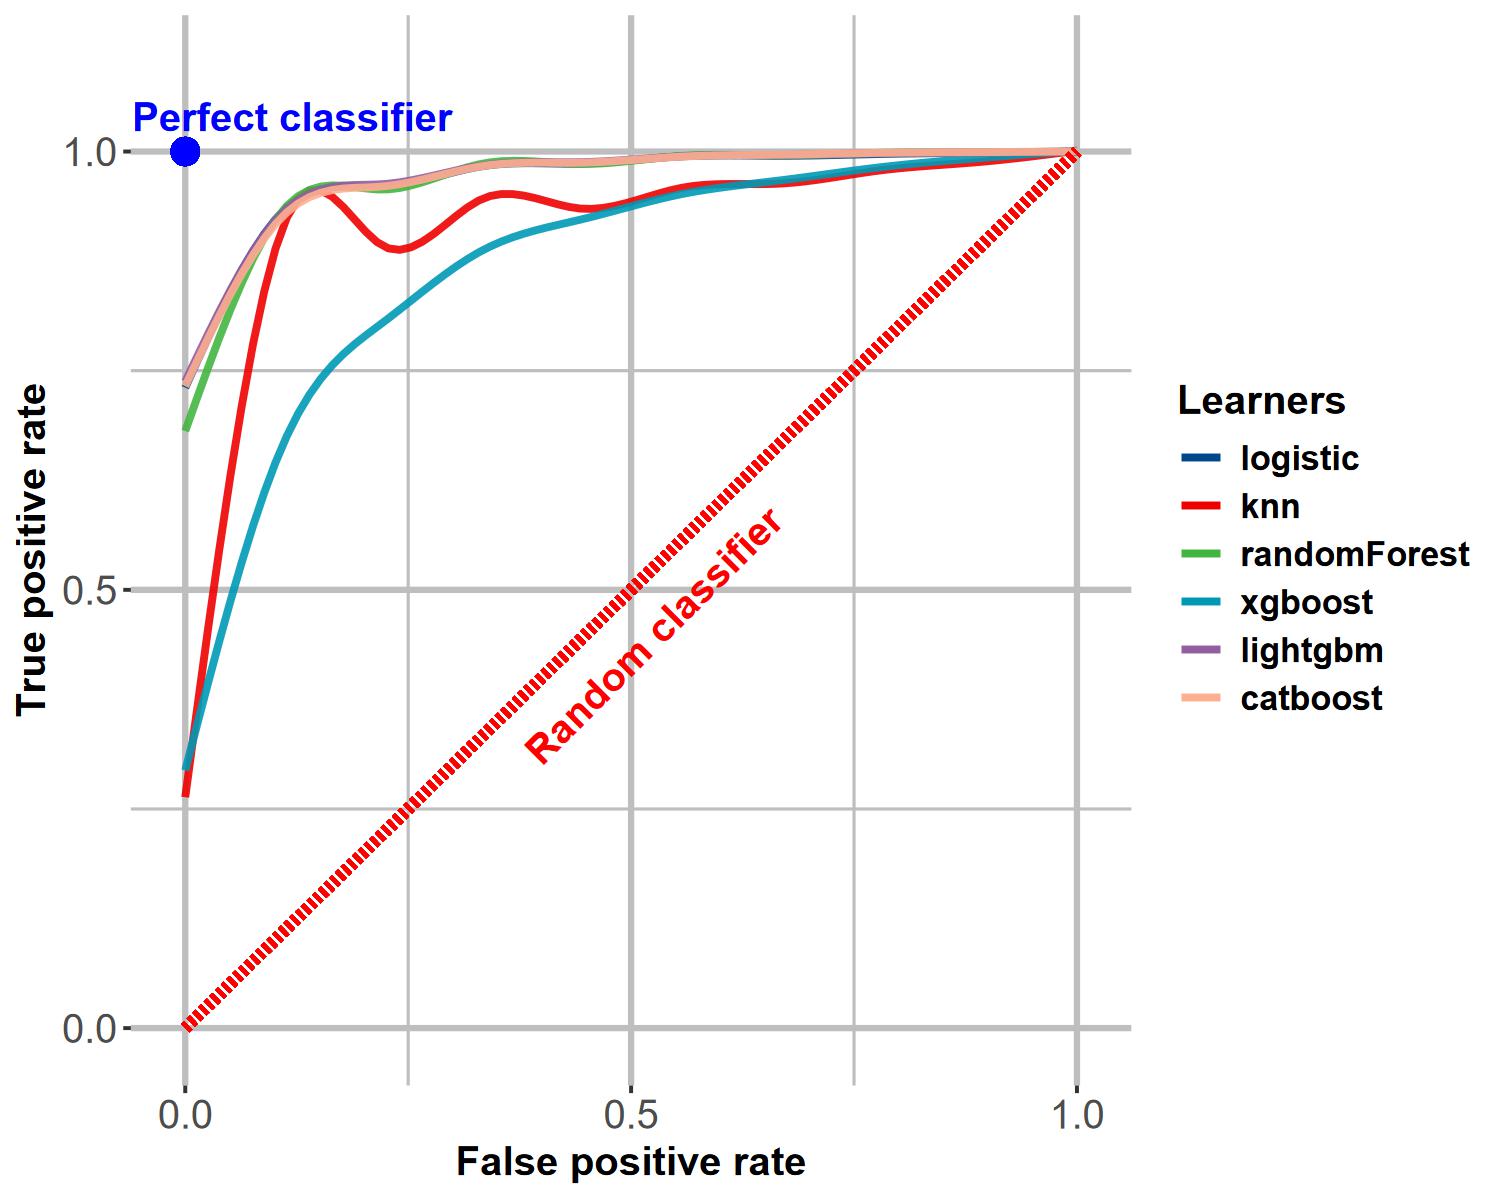 Perfect classifier
1.0
0.5
0.0
True positive rate
Random classifier
0.0
0.5
1.0
False positive rate
Learners
logistic
knn
randomForest
xgboost
lightgbm
catboost